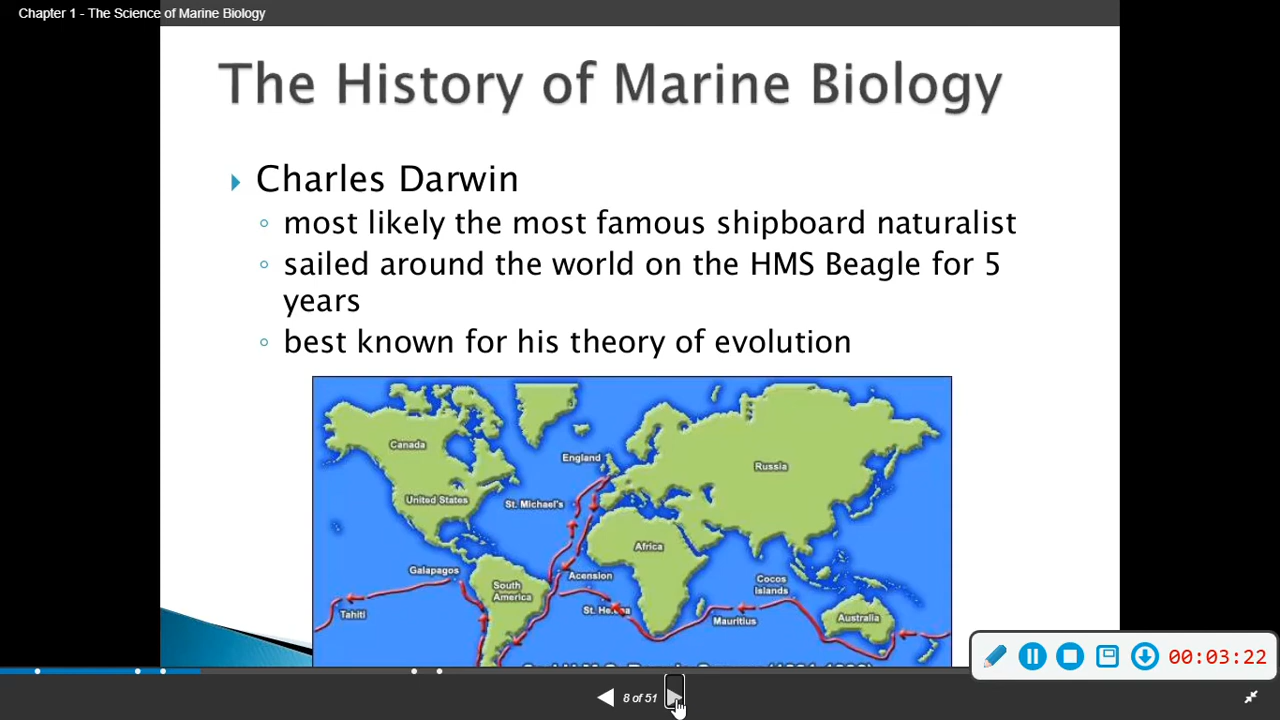 Chapter 1 - The Science of Marine Biology
The History of Marine Biology
Charles Darwin
most likely the most famous shipboard naturalist
sailed around the world on the HMS Beagle for 5
years
best known for his theory of evolution
Canada
England
Russia
United States
St. Michael's
Africa
Galapagos
South
America
Acension
Cocos
Islands
Tahiti
Mauritius
Australia
00:03:22
8 of 51